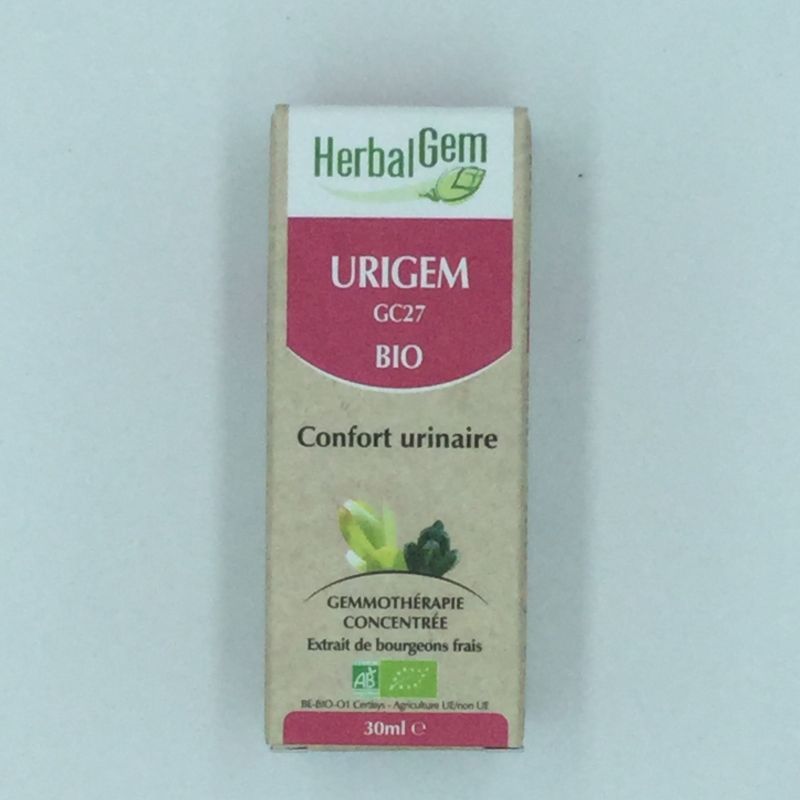 HerbalGem
URIGEM
GC27
BIO
Confort urinaire
GEMMOTHÉRAPIE
CONCENTRÉE
Extrait de bourgeons frais
AB
BE-BIO-01 Certisys - Agriculture UE/non UE
30ml ℮